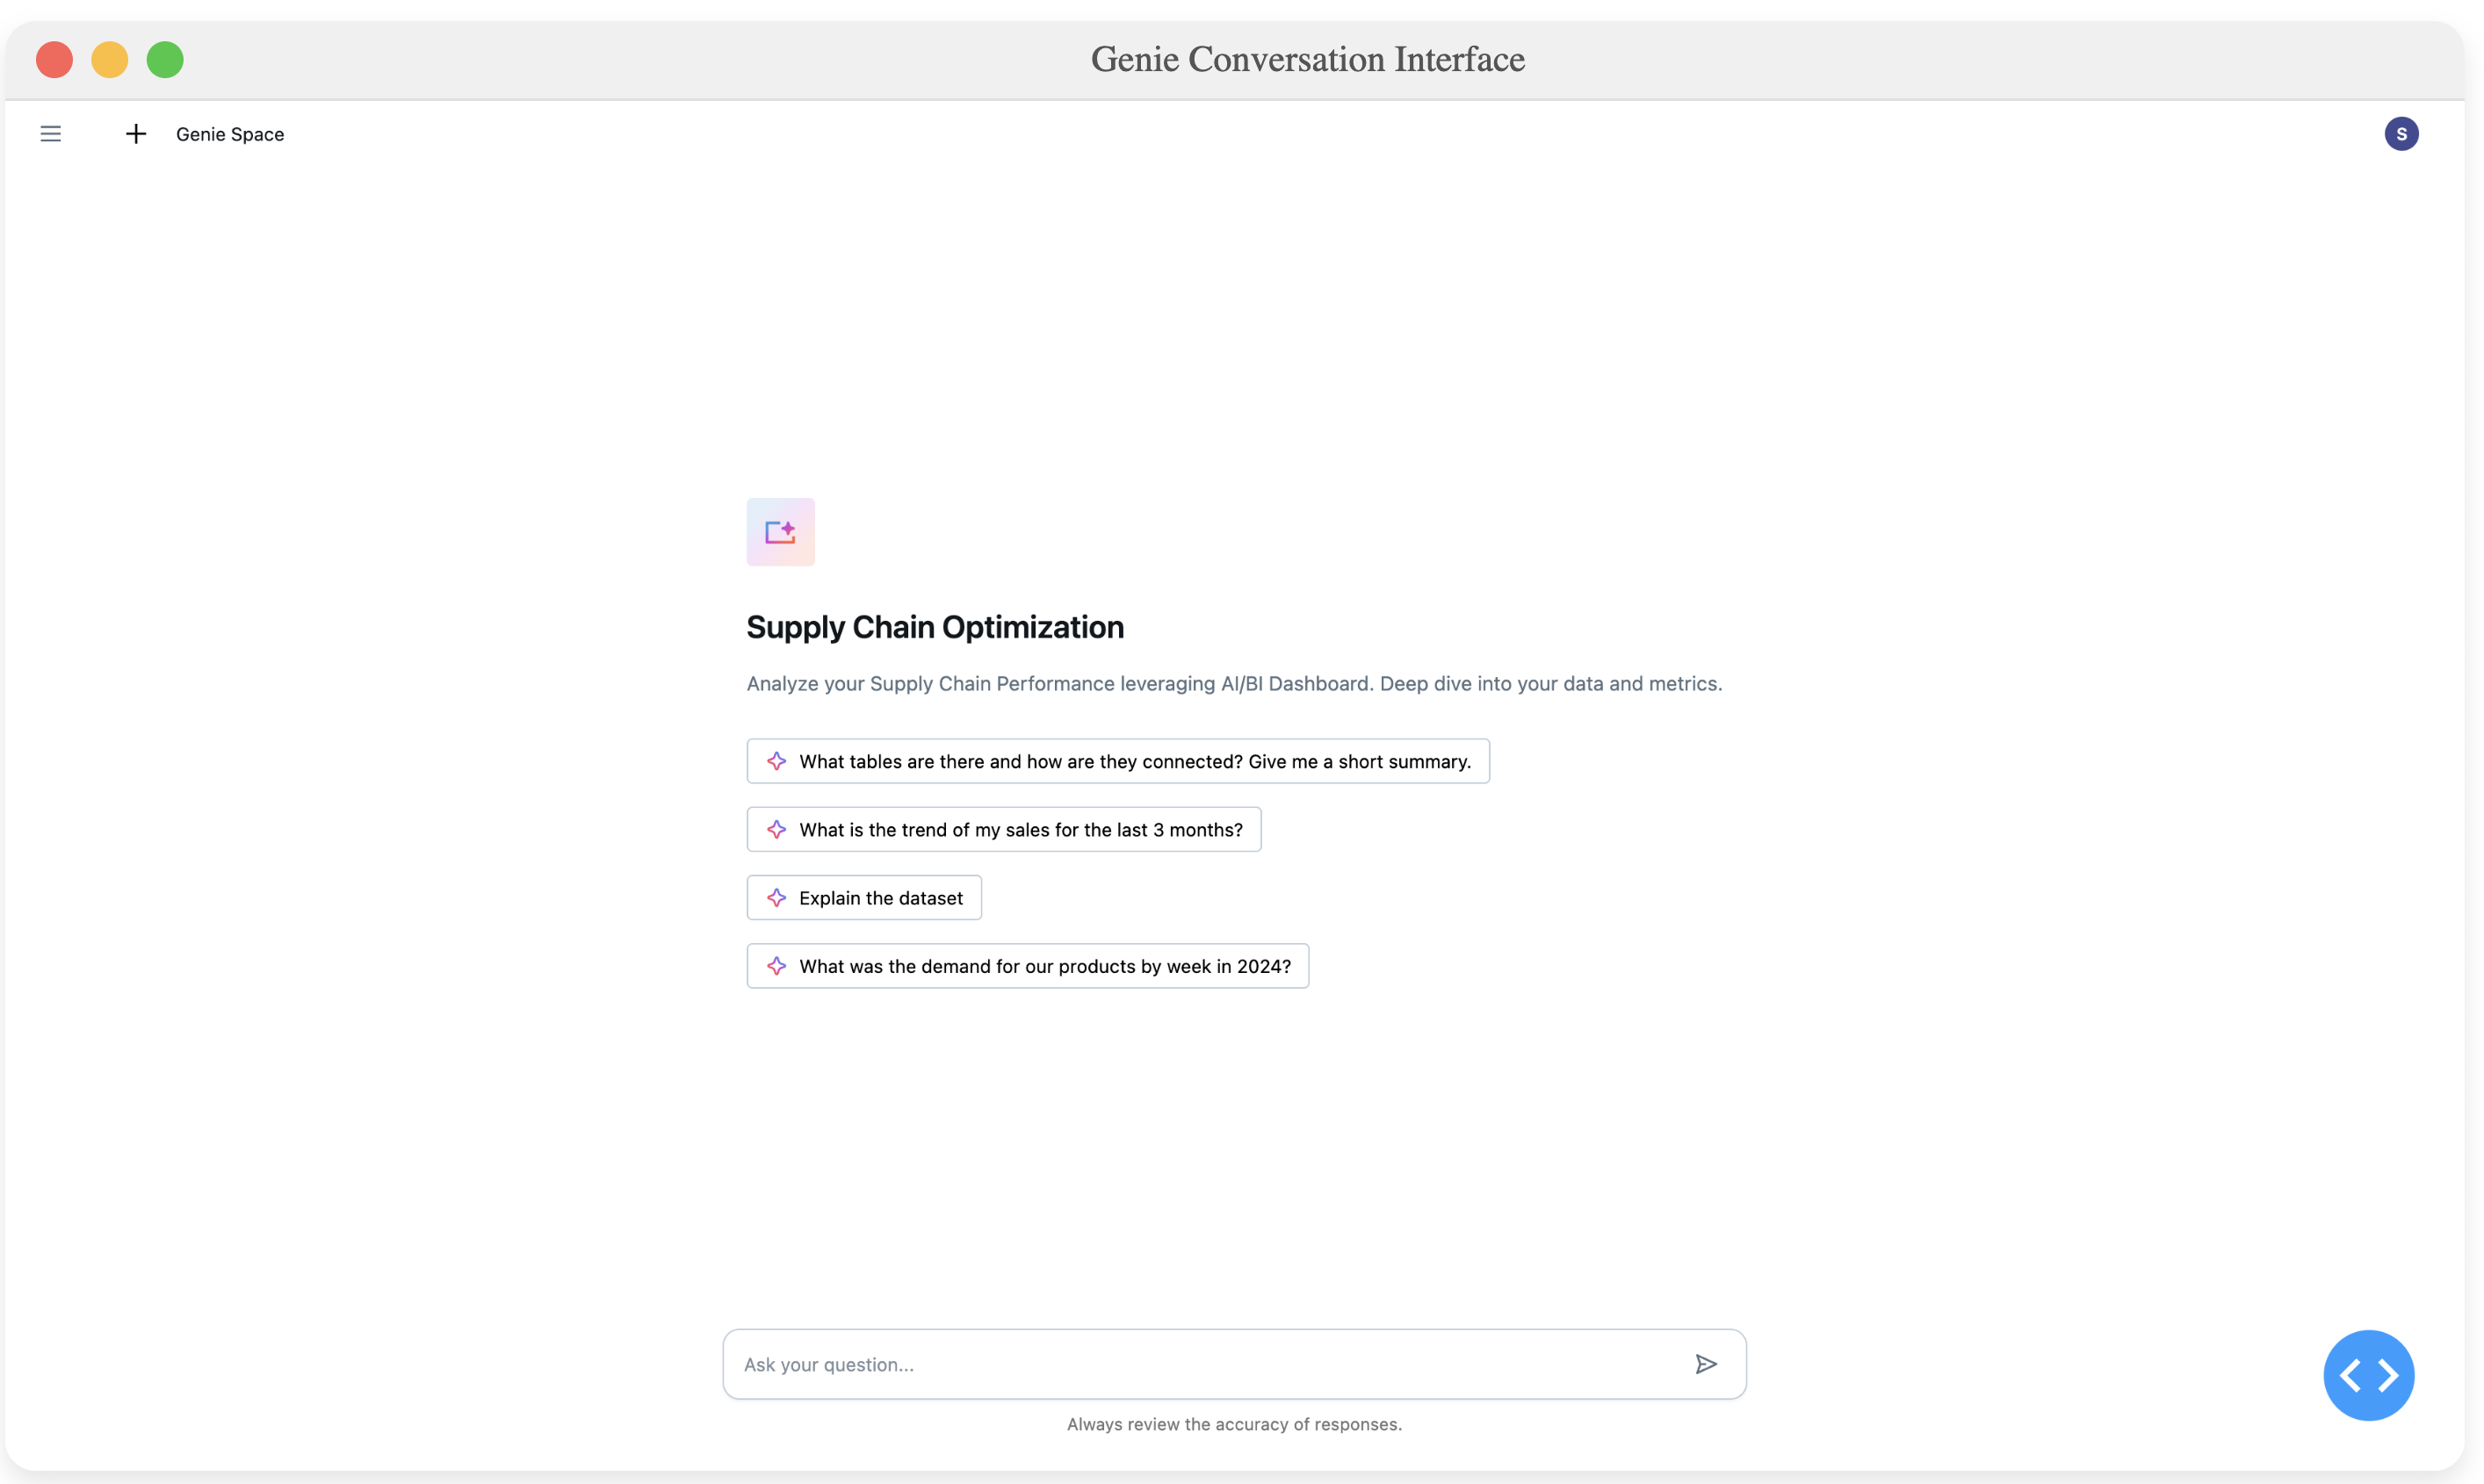 Genie Conversation Interface
Genie Space
S
Supply Chain Optimization
Analyze your Supply Chain Performance leveraging AI/BI Dashboard. Deep dive into your data and metrics.
What tables are there and how are they connected? Give me a short summary.
What is the trend of my sales for the last 3 months?
Explain the dataset
What was the demand for our products by week in 2024?
Ask your question...
Always review the accuracy of responses.